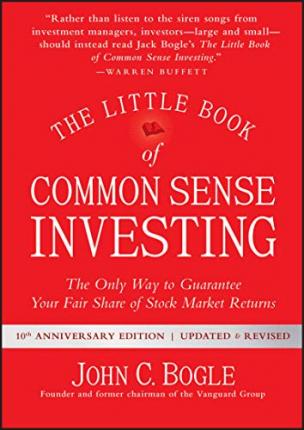 "Rather than listen to the siren songs from
investment managers, investors—large and small—
should instead read Jack Bogle's The Little Book
of Common Sense Investing."
—WARREN BUFFETT
THE LITTLE BOOK
of
COMMON SENSE
INVESTING
The Only Way to Guarantee
Your Fair Share of Stock Market Returns
10th ANNIVERSARY EDITION | UPDATED & REVISED
JOHN C. BOGLE
Founder and former chairman of the Vanguard Group